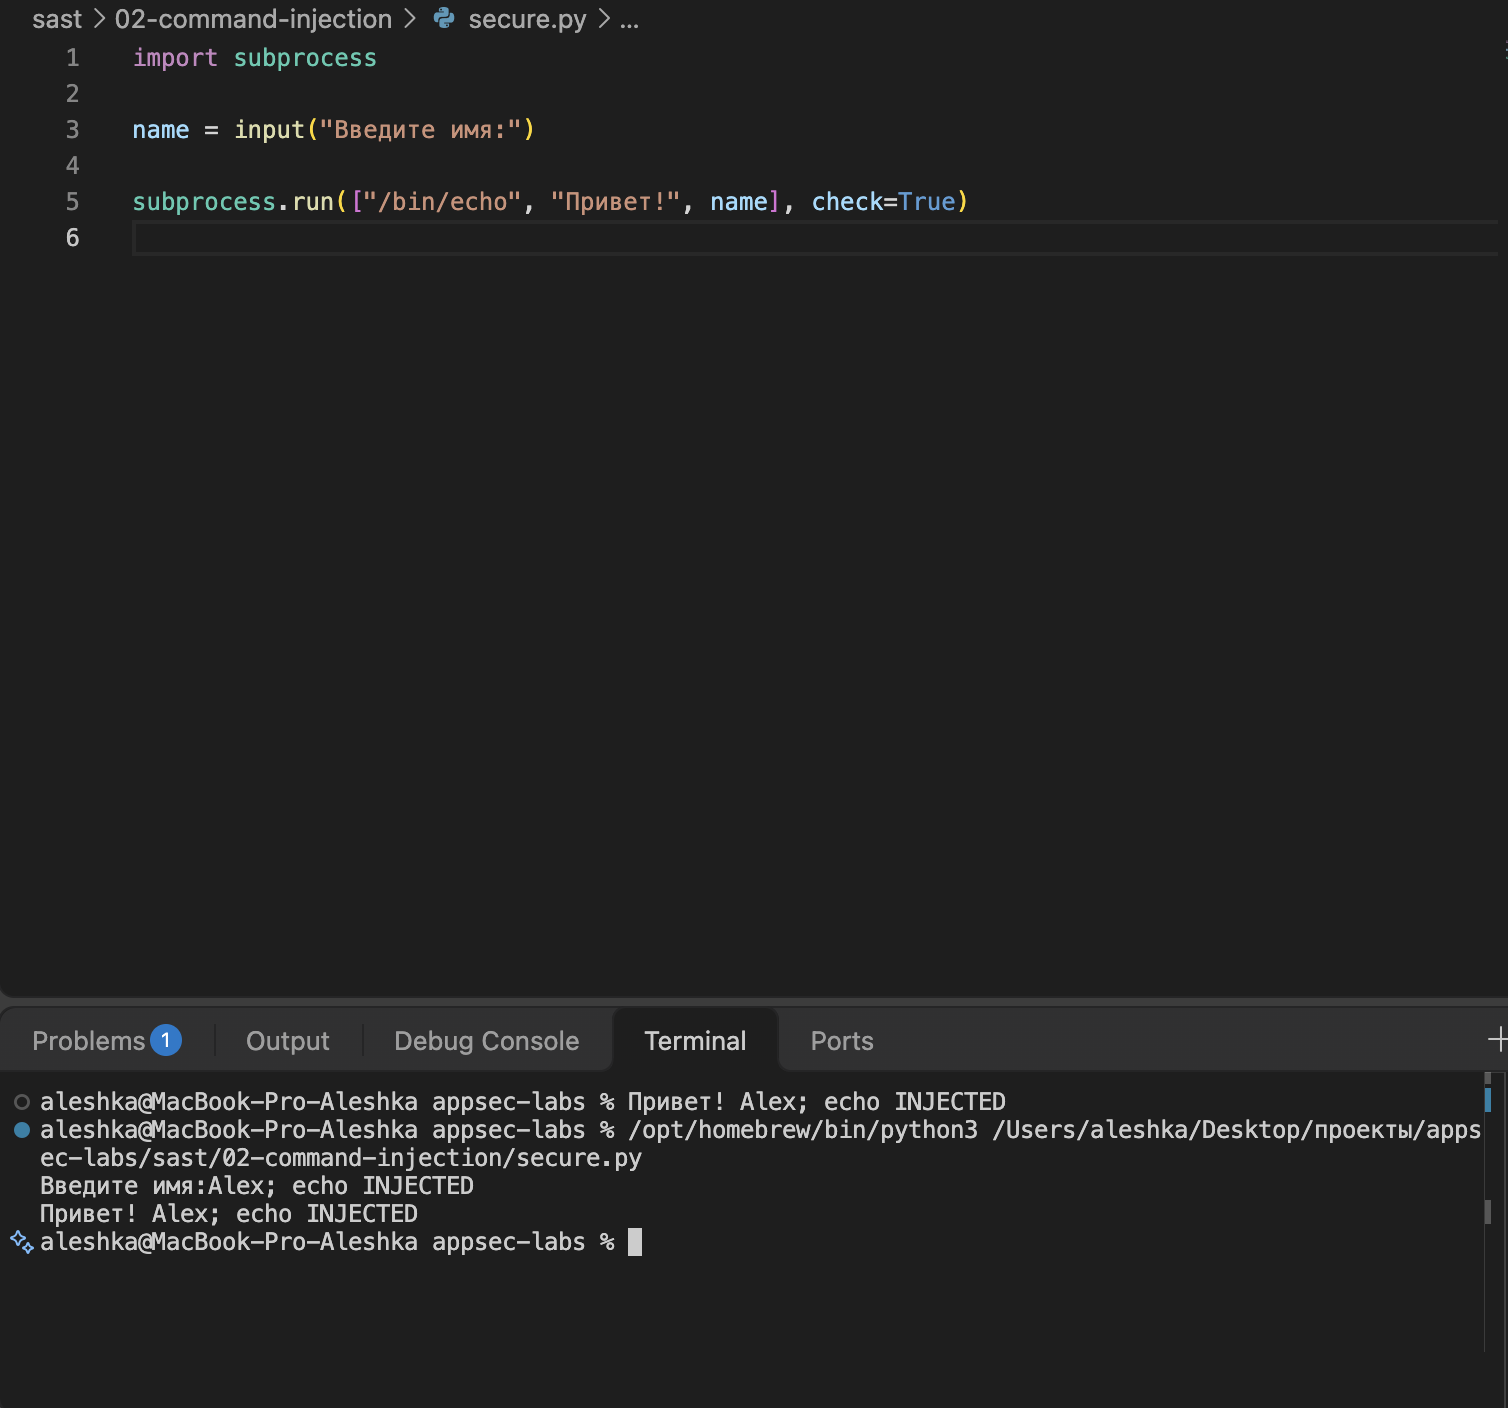 sast > 02-command-injection > secure.py > ...
1 import subprocess
2
3 name = input("Введите имя:")
4
5 subprocess.run(["/bin/echo", "Привет!", name], check=True)
6
Problems 1 Output Debug Console Terminal Ports +
aleshka@MacBook-Pro-Aleshka appsec-labs % Привет! Alex; echo INJECTED
aleshka@MacBook-Pro-Aleshka appsec-labs % /opt/homebrew/bin/python3 /Users/aleshka/Desktop/проекты/apps
ec-labs/sast/02-command-injection/secure.py
Введите имя:Alex; echo INJECTED
Привет! Alex; echo INJECTED
aleshka@MacBook-Pro-Aleshka appsec-labs %